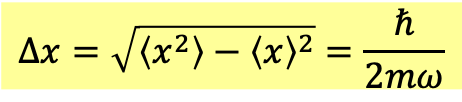 Δx = √(⟨x²⟩ − ⟨x⟩²) = ℏ/(2mω)